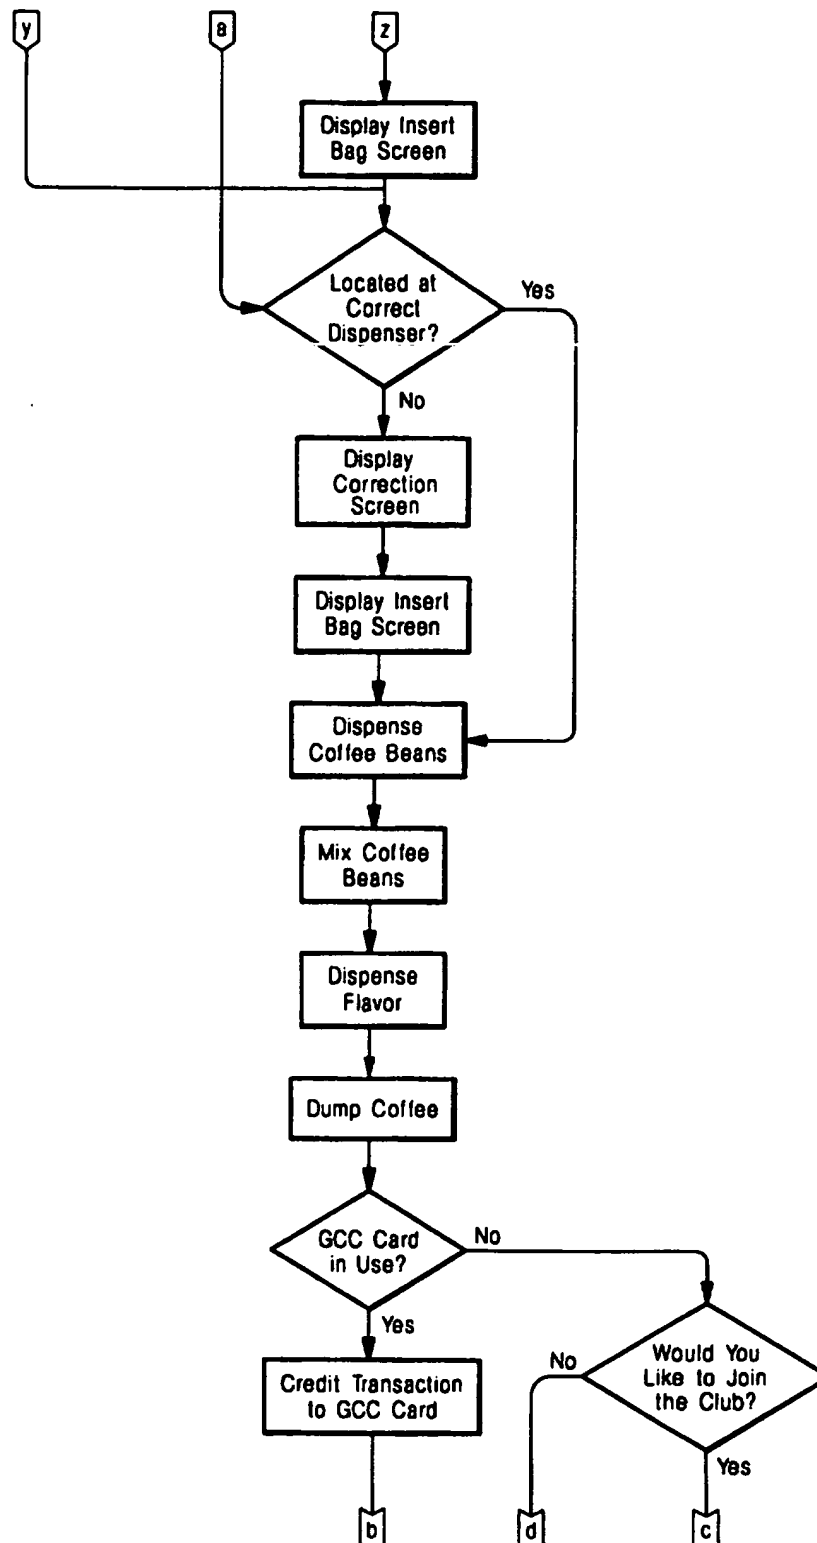 y
a
z
Display Insert
Bag Screen
Located at
Correct
Dispenser?
Yes
No
Display
Correction
Screen
Display Insert
Bag Screen
Dispense
Coffee Beans
Mix Coffee
Beans
Dispense
Flavor
Dump Coffee
GCC Card
in Use?
No
Yes
Credit Transaction
to GCC Card
No
Would You
Like to Join
the Club?
Yes
b
d
c